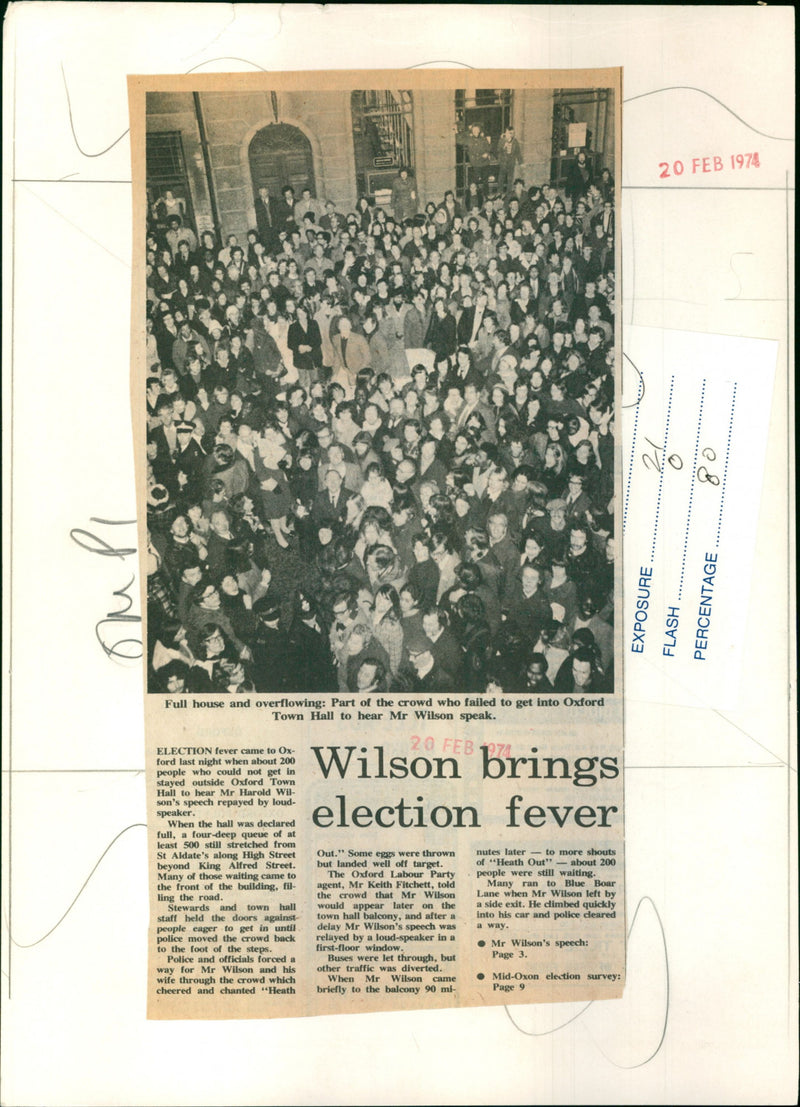 20 FEB 1974
EXPOSURE 21
FLASH 0
PERCENTAGE 80
Full house and overflowing: Part of the crowd who failed to get into Oxford
Town Hall to hear Mr Wilson speak.
20 FEB 1974
Wilson brings
election fever
ELECTION fever came to Ox-
ford last night when about 200
people who could not get in
stayed outside Oxford Town
Hall to hear Mr Harold Wil-
son's speech repayed by loud-
speaker.
When the hall was declared
full, a four-deep queue of at
least 500 still stretched from
St Aldate's along High Street
beyond King Alfred Street.
Many of those waiting came to
the front of the building, fil-
ling the road.
Stewards and town hall
staff held the doors against
people eager to get in until
police moved the crowd back
to the foot of the steps.
Police and officials forced a
way for Mr Wilson and his
wife through the crowd which
cheered and chanted "Heath
Out." Some eggs were thrown
but landed well off target.
The Oxford Labour Party
agent, Mr Keith Fitchett, told
the crowd that Mr Wilson
would appear later on the
town hall balcony, and after a
delay Mr Wilson's speech was
relayed by a loud-speaker in a
first-floor window.
Buses were let through, but
other traffic was diverted.
When Mr Wilson came
briefly to the balcony 90 mi-
nutes later — to more shouts
of "Heath Out" — about 200
people were still waiting.
Many ran to Blue Boar
Lane when Mr Wilson left by
a side exit. He climbed quickly
into his car and police cleared
a way.
● Mr Wilson's speech:
Page 3.
● Mid-Oxon election survey:
Page 9